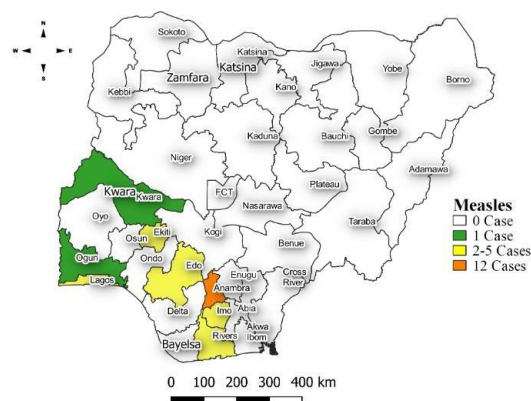 N
W E
S
Sokoto
Katsina
Katsina
Jigawa
Yobe
Borno
Zamfara
Kebbi
Kano
Gombe
Kaduna
Bauchi
Niger
Adamawa
Plateau
FCT
Nasarawa
Taraba
Kwara
Kwara
Oyo
Kogi
Ekiti
Osun
Benue
Ogun
Ondo
Edo
Enugu
Cross
River
Lagos
Anambra
Delta
Imo
Abia
Akwa
Ibom
Bayelsa
Rivers
Measles
0 Case
1 Case
2-5 Cases
12 Cases
0 100 200 300 400 km